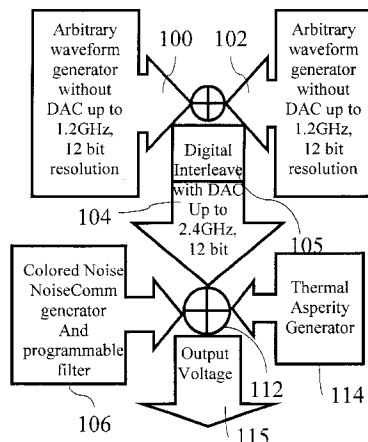 Arbitrary
waveform
generator
without
DAC up to
1.2GHz,
12 bit
resolution
100
102
Arbitrary
waveform
generator
without
DAC up to
1.2GHz,
12 bit
resolution
Digital
Interleave
with DAC
Up to
2.4GHz,
12 bit
104
105
Colored Noise
NoiseComm
generator
And
programmable
filter
106
Thermal
Asperity
Generator
112
114
Output
Voltage
115